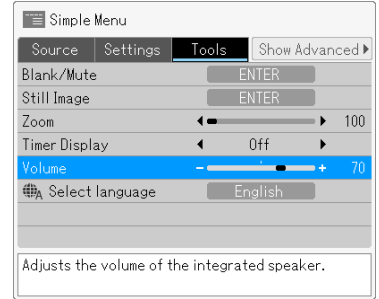 Simple Menu
Source Settings Tools Show Advanced
Blank/Mute ENTER
Still Image ENTER
Zoom 100
Timer Display Off
Volume - + 70
Select language English
Adjusts the volume of the integrated speaker.